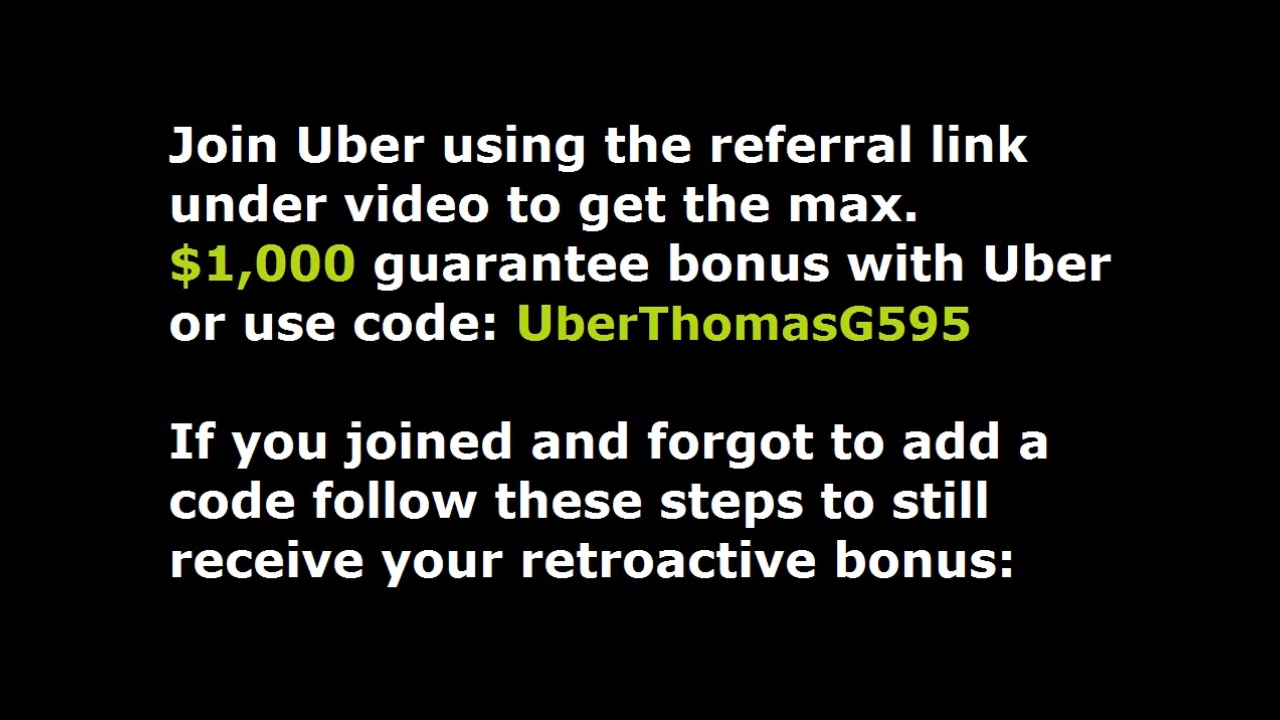 Join Uber using the referral link
under video to get the max.
$1,000 guarantee bonus with Uber
or use code: UberThomasG595
If you joined and forgot to add a
code follow these steps to still
receive your retroactive bonus: